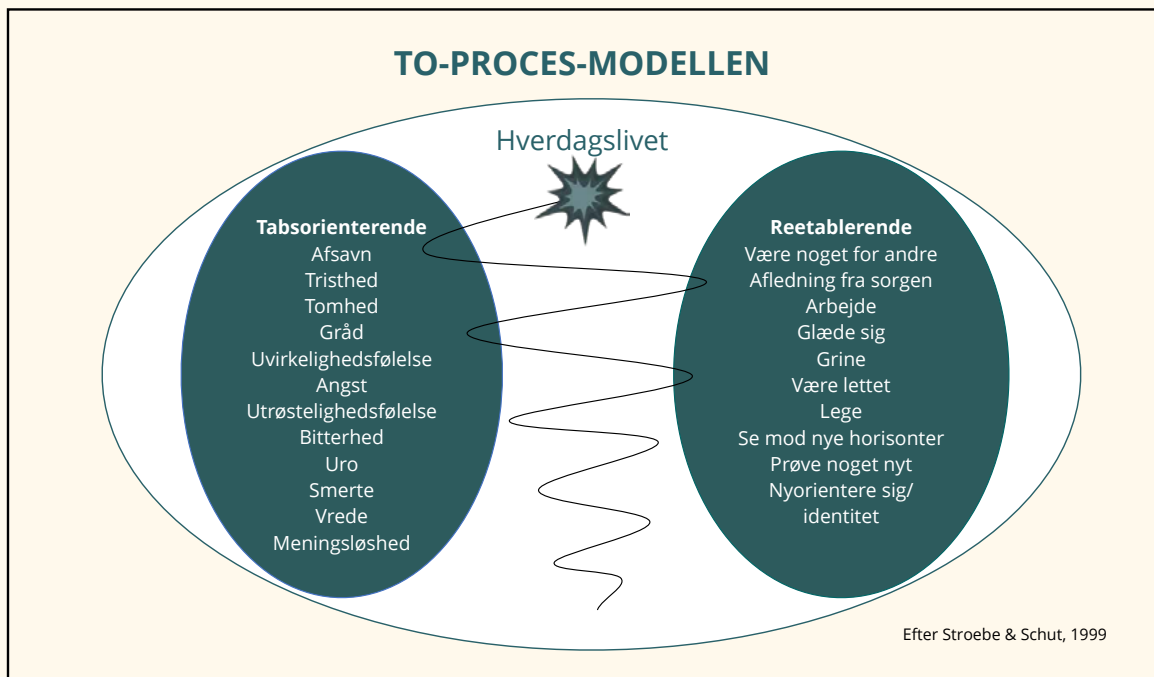 TO-PROCES-MODELLEN
Hverdagslivet
Tabsorienterende
Afsavn
Tristhed
Tomhed
Gråd
Uvirkelighedsfølelse
Angst
Utrøstelighedsfølelse
Bitterhed
Uro
Smerte
Vrede
Meningsløshed
Reetablerende
Være noget for andre
Afledning fra sorgen
Arbejde
Glæde sig
Grine
Være lettet
Lege
Se mod nye horisonter
Prøve noget nyt
Nyorientere sig/
identitet
Efter Stroebe & Schut, 1999